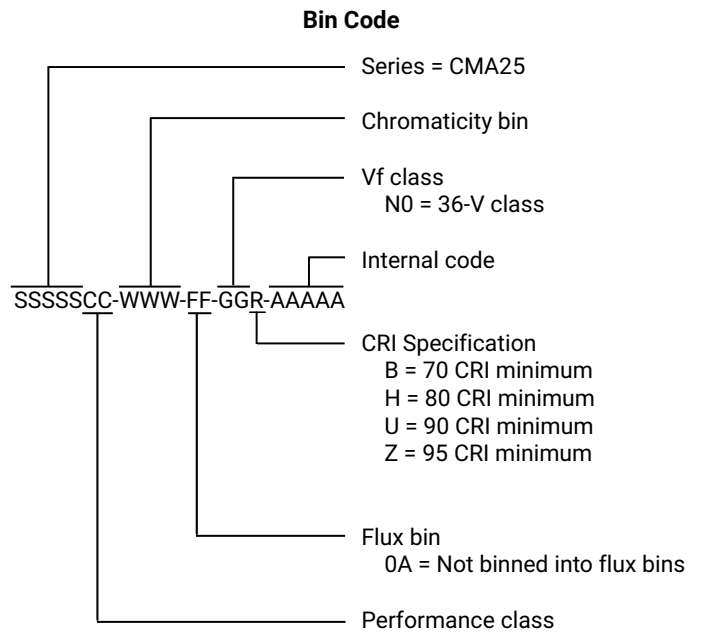 Bin Code
Series = CMA25
Chromaticity bin
Vf class
N0 = 36-V class
Internal code
SSSSSCC-WWW-FF-GGR-AAAAA
CRI Specification
B = 70 CRI minimum
H = 80 CRI minimum
U = 90 CRI minimum
Z = 95 CRI minimum
Flux bin
0A = Not binned into flux bins
Performance class